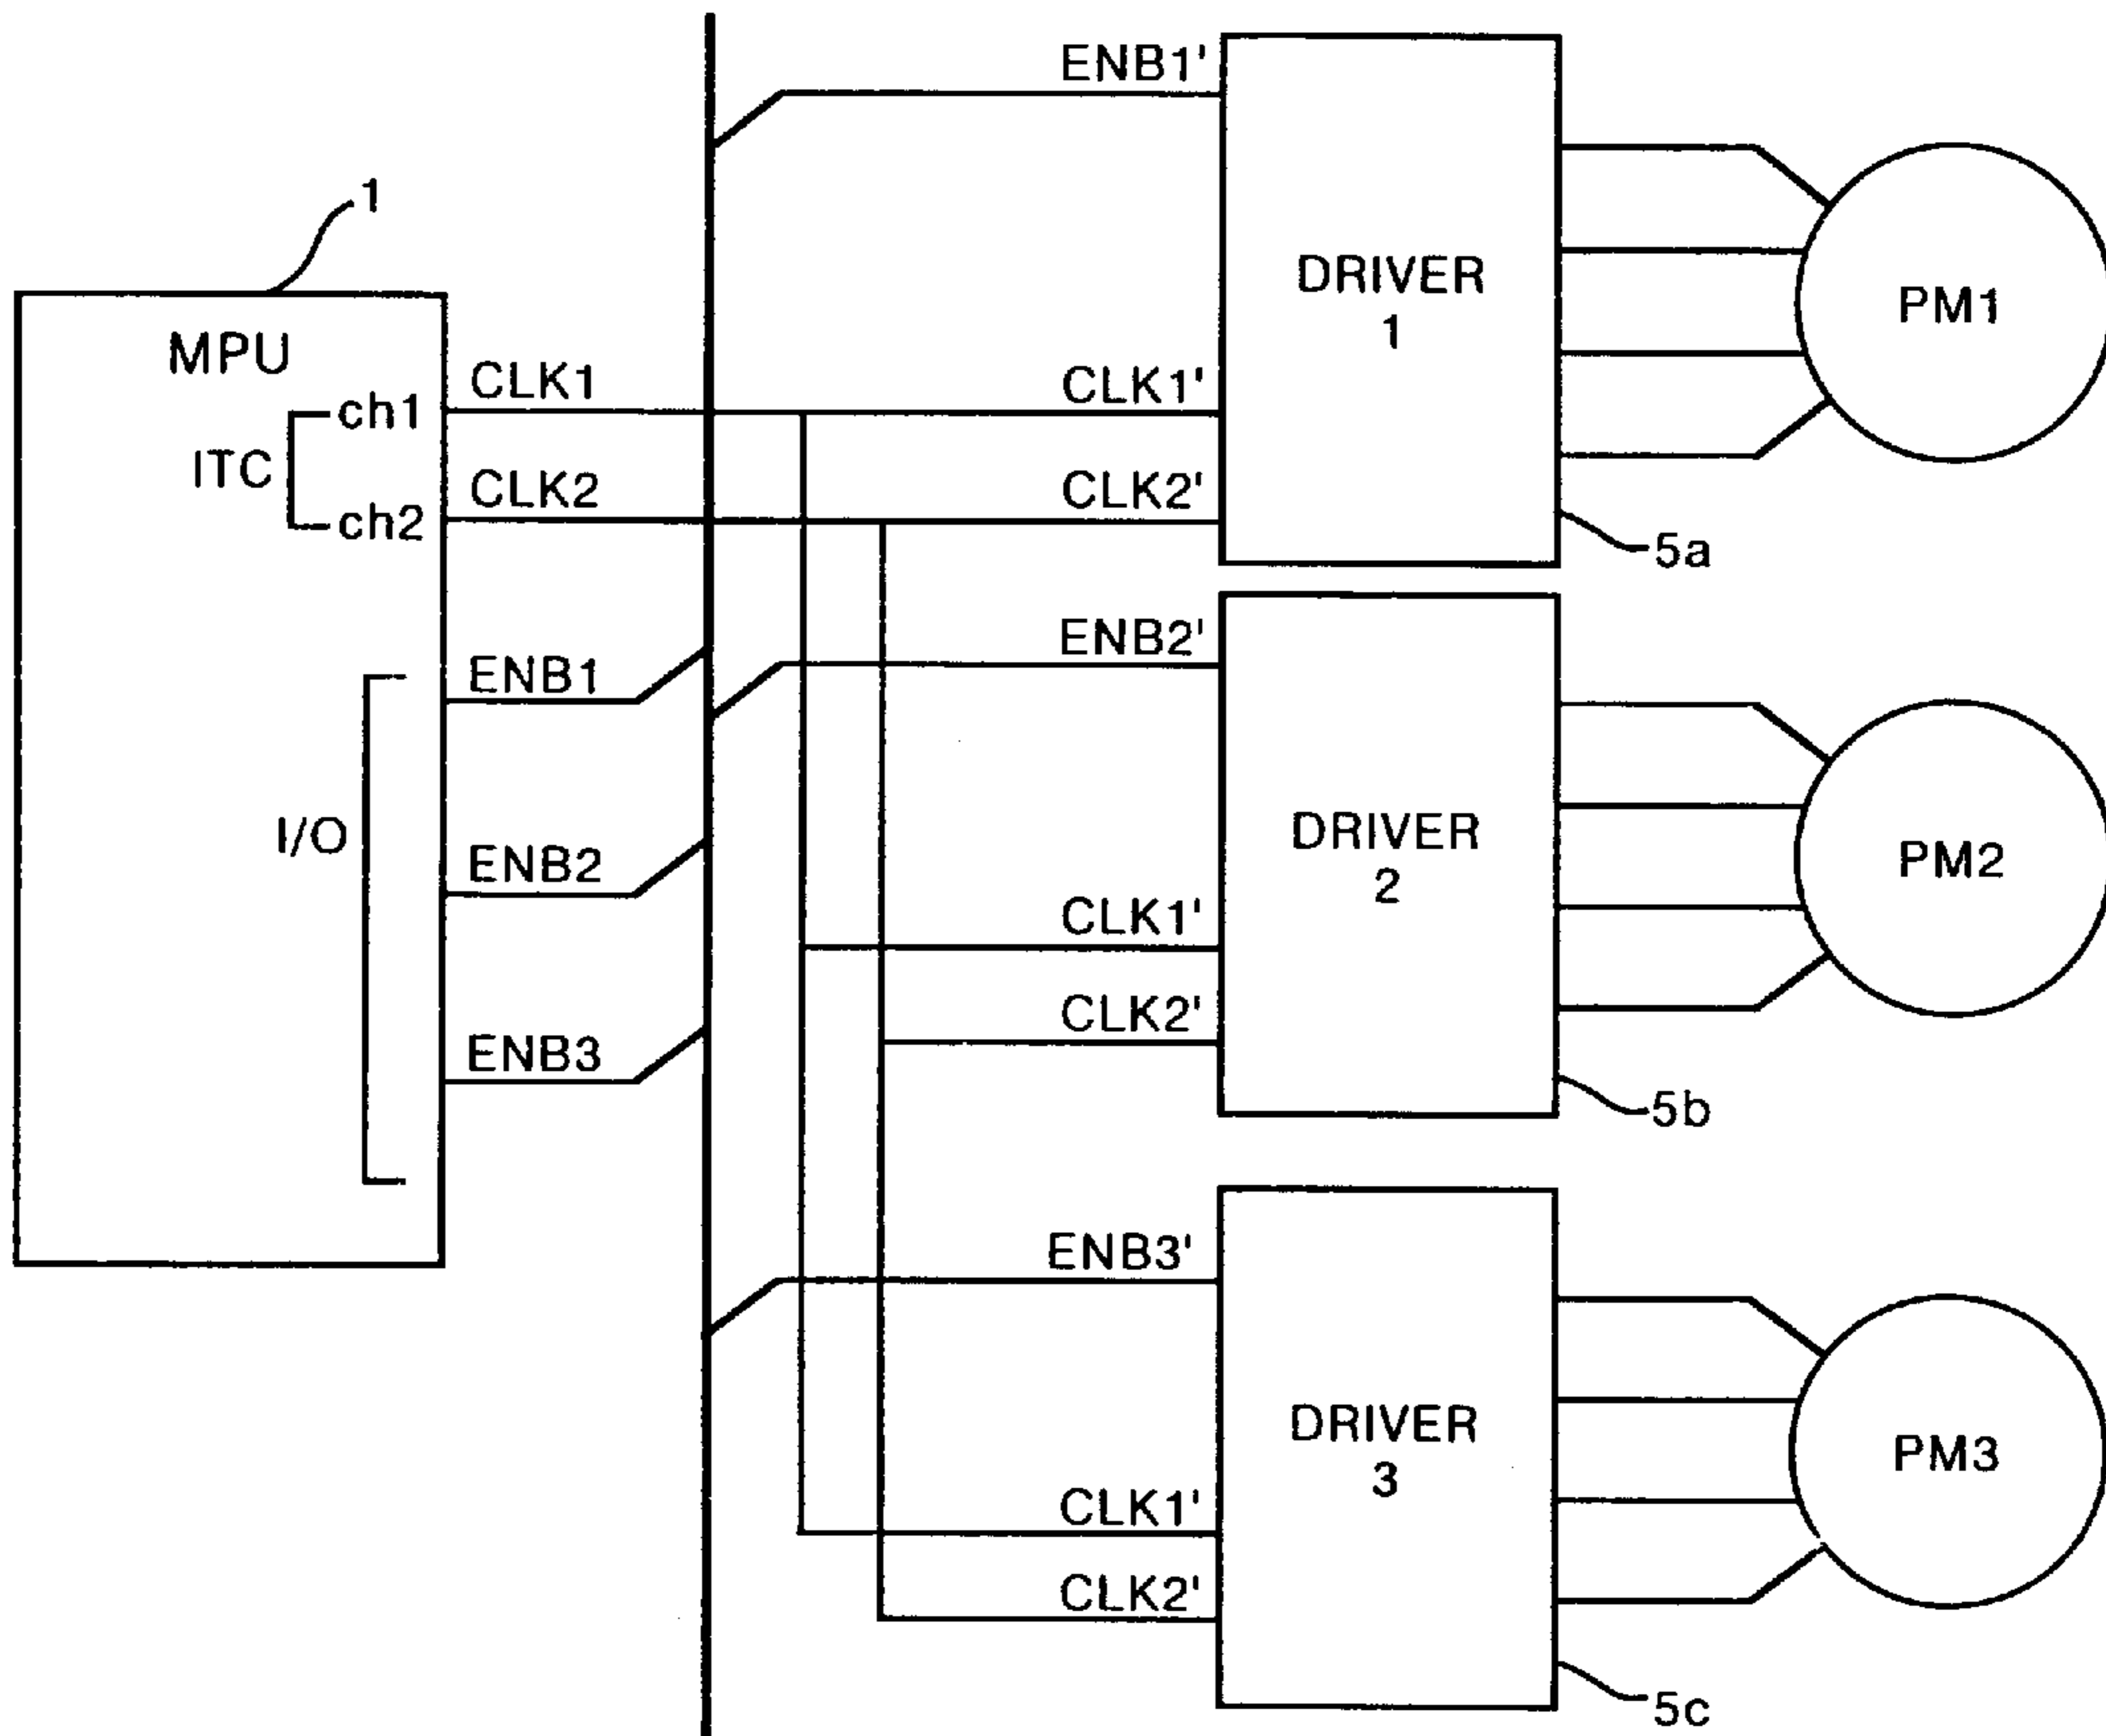 1
MPU
ITC
ch1
ch2
I/O
CLK1
CLK2
ENB1
ENB2
ENB3
ENB1'
CLK1'
CLK2'
DRIVER
1
PM1
5a
ENB2'
CLK1'
CLK2'
DRIVER
2
PM2
5b
ENB3'
CLK1'
CLK2'
DRIVER
3
PM3
5c